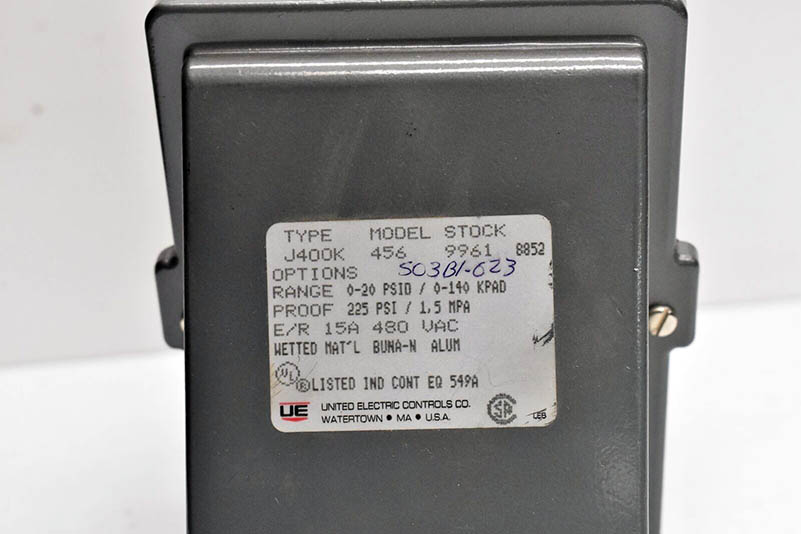 TYPE MODEL STOCK
J400K 456 9961 8852
OPTIONS S03B1-623
RANGE 0-20 PSID / 0-140 KPAD
PROOF 225 PSI / 1,5 MPA
E/R 15A 480 VAC
WETTED MAT'L BUNA-N ALUM
UL ® LISTED IND CONT EQ 549A
UE UNITED ELECTRIC CONTROLS CO.
WATERTOWN • MA • U.S.A.